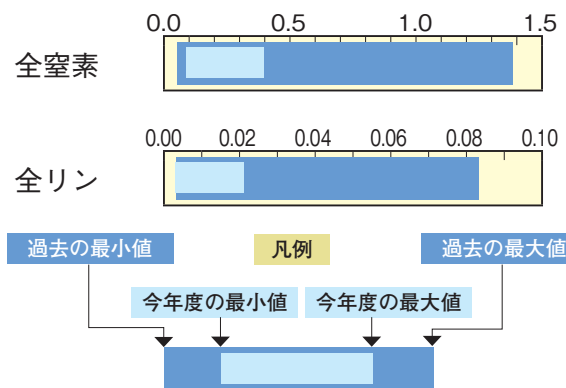 0.0 0.5 1.0 1.5
全窒素
0.00 0.02 0.04 0.06 0.08 0.10
全リン
過去の最小値 凡例 過去の最大値
今年度の最小値 今年度の最大値